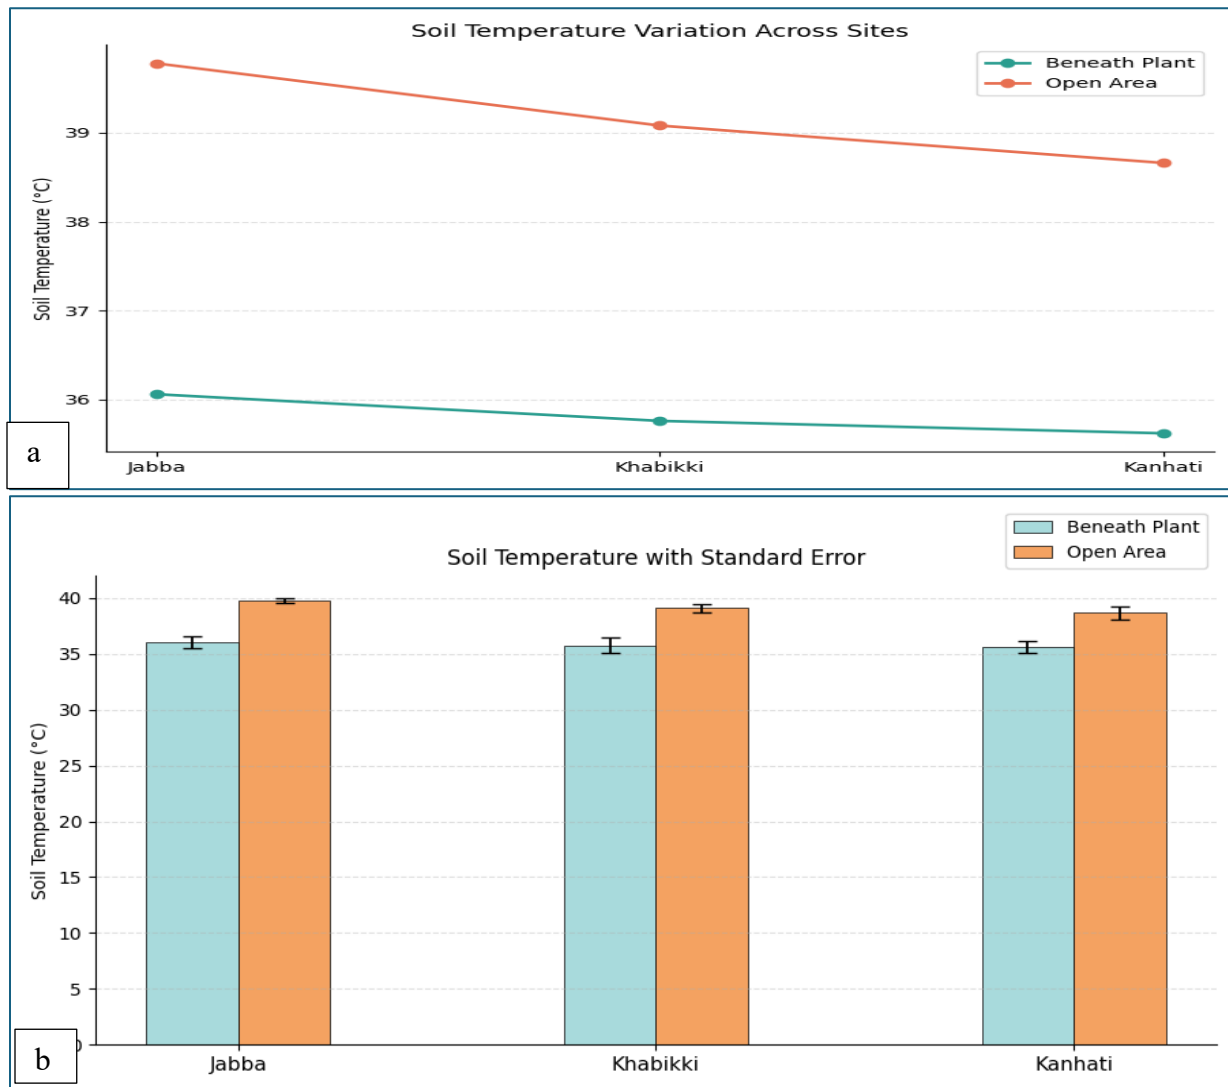 Soil Temperature Variation Across Sites
Beneath Plant
Open Area
Soil Temperature (°C)
39
38
37
36
a
Jabba Khabikki Kanhati
Beneath Plant
Open Area
Soil Temperature with Standard Error
Soil Temperature (°C)
40
35
30
25
20
15
10
5
0
b
Jabba Khabikki Kanhati